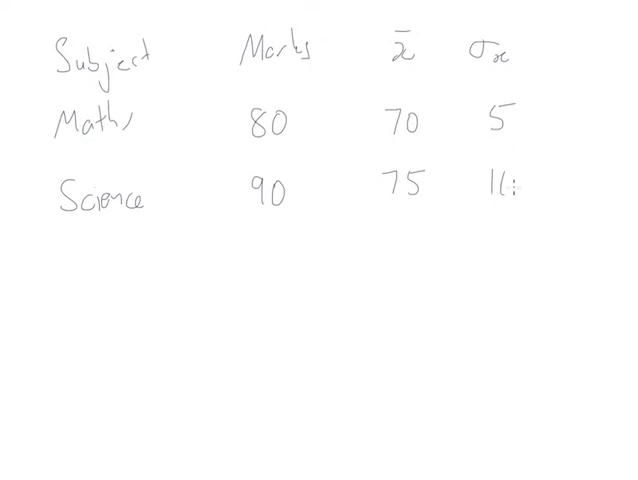 Subject Marks x̄ σx
Maths 80 70 5
Science 90 75